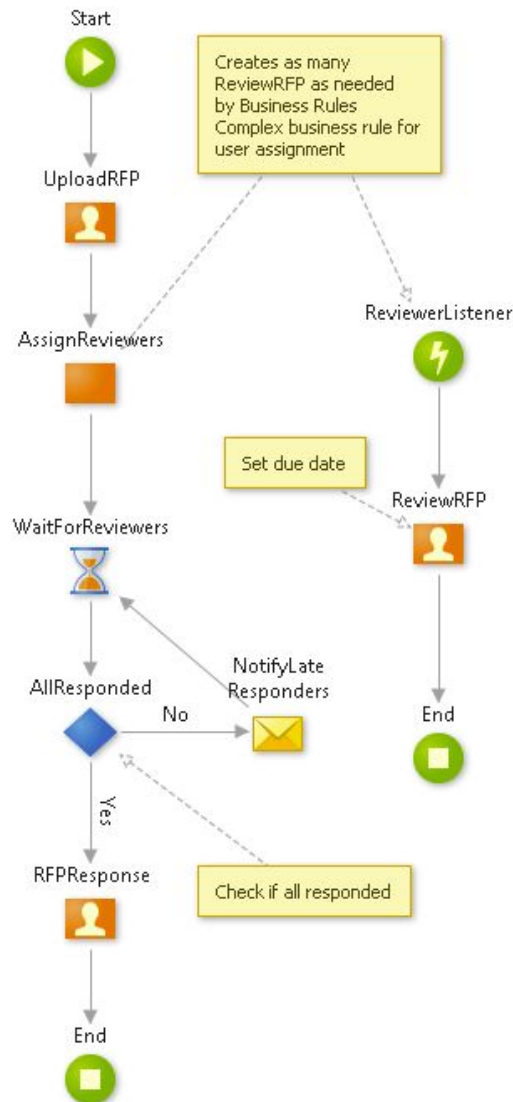 Start
Creates as many
ReviewRFP as needed
by Business Rules
Complex business rule for
user assignment
UploadRFP
ReviewerListener
AssignReviewers
Set due date
ReviewRFP
WaitForReviewers
NotifyLate
Responders
AllResponded
No
End
Yes
RFPResponse
Check if all responded
End